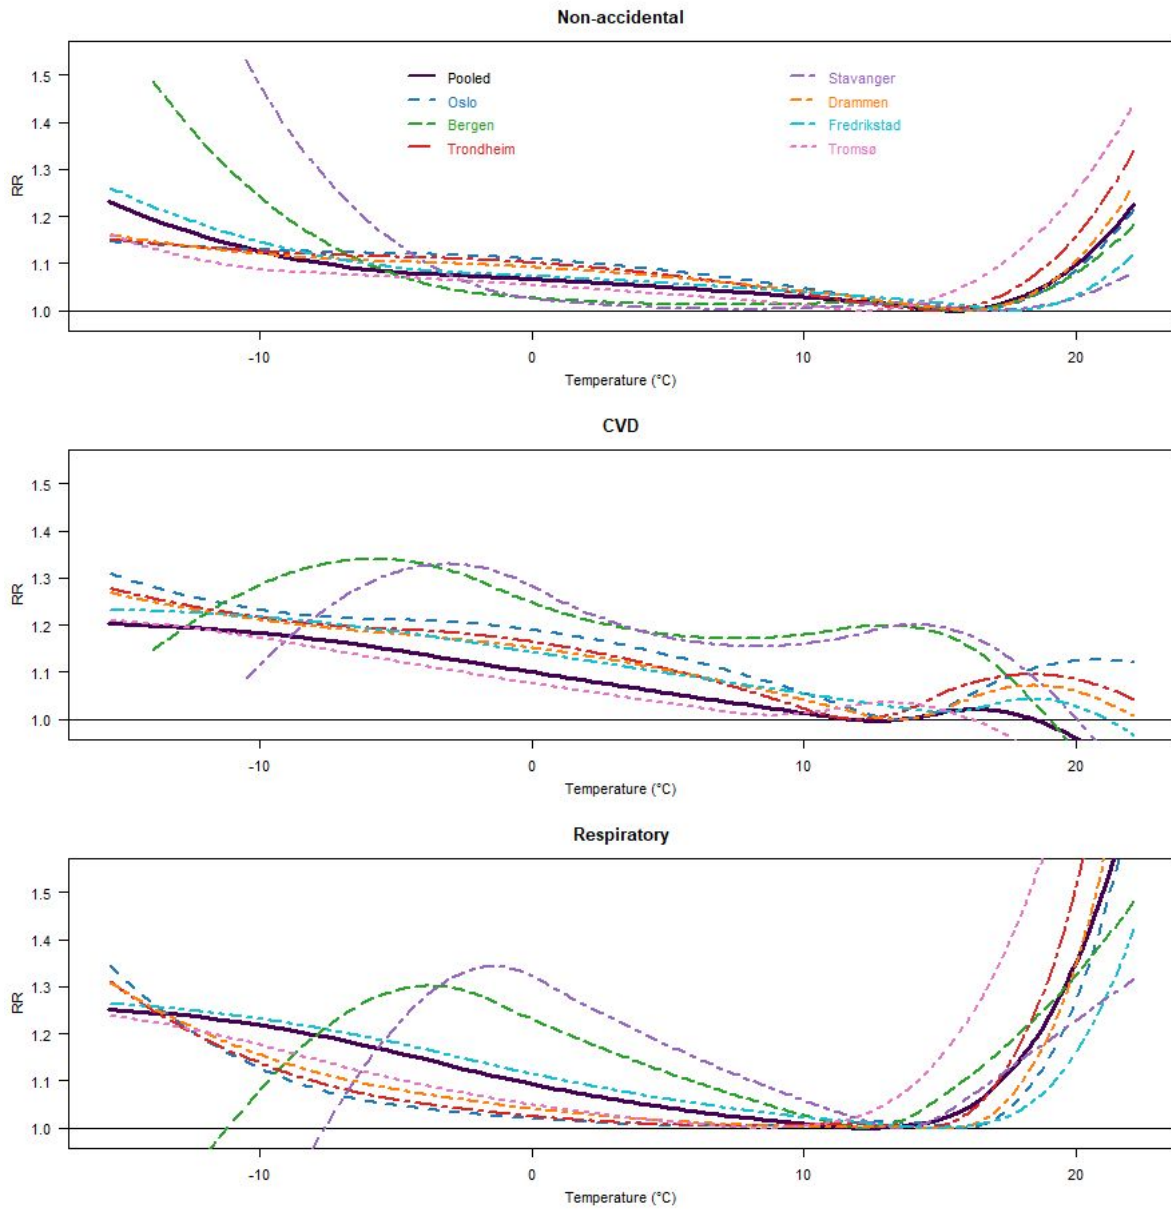 Non-accidental
RR
1.5
1.4
1.3
1.2
1.1
1.0
Pooled
Oslo
Bergen
Trondheim
Stavanger
Drammen
Fredrikstad
Tromsø
-10 0 10 20
Temperature (°C)
CVD
RR
1.5
1.4
1.3
1.2
1.1
1.0
-10 0 10 20
Temperature (°C)
Respiratory
RR
1.5
1.4
1.3
1.2
1.1
1.0
-10 0 10 20
Temperature (°C)